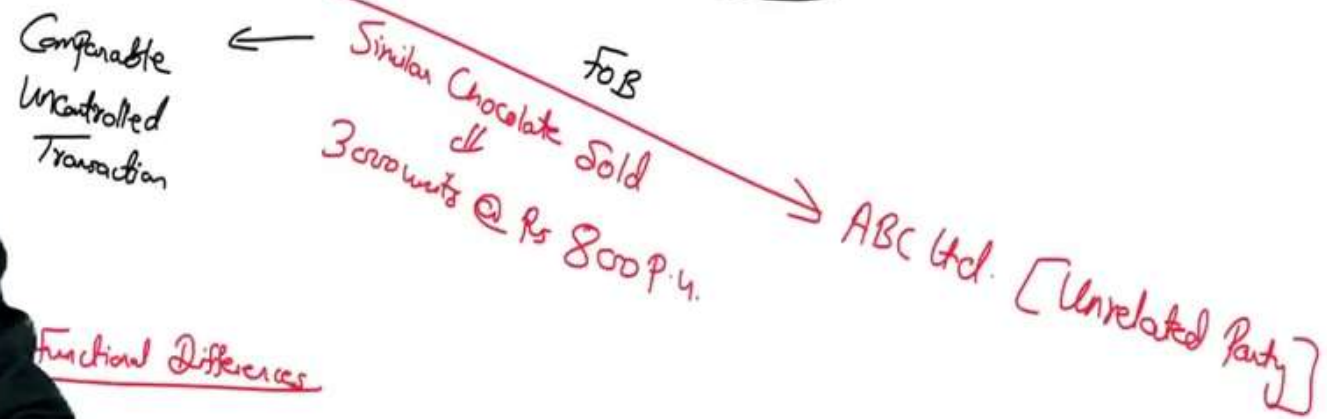 Comparable
Uncontrolled
Transaction
←
Similar Chocolate Sold
FOB
3000 units @ Rs 800 P.u.
ABC Ltd. [Unrelated Party]
Functional Differences